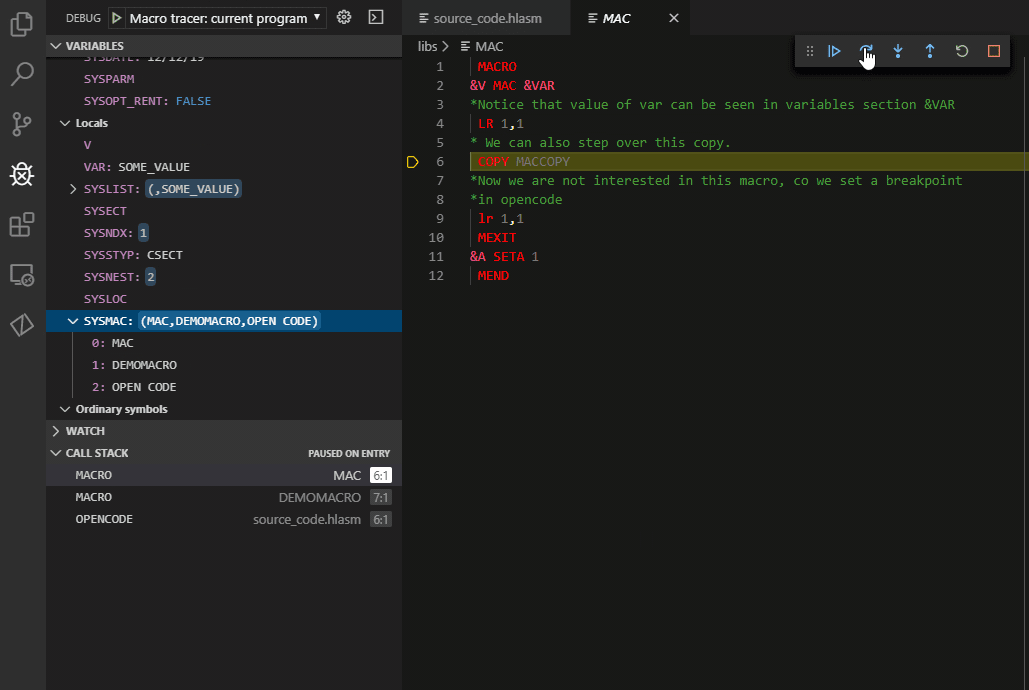 DEBUG Macro tracer: current program
VARIABLES
SYSDATE: 12/12/19
SYSPARM
SYSOPT_RENT: FALSE
Locals
V
VAR: SOME_VALUE
SYSLIST: (,SOME_VALUE)
SYSECT
SYSNDX: 1
SYSSTYP: CSECT
SYSNEST: 2
SYSLOC
SYSMAC: (MAC,DEMOMACRO,OPEN CODE)
0: MAC
1: DEMOMACRO
2: OPEN CODE
Ordinary symbols
WATCH
CALL STACK PAUSED ON ENTRY
MACRO MAC 6:1
MACRO DEMOMACRO 7:1
OPENCODE source_code.hlasm 6:1
source_code.hlasm MAC
libs > MAC
1 MACRO
2 &V MAC &VAR
3 *Notice that value of var can be seen in variables section &VAR
4 LR 1,1
5 * We can also step over this copy.
6 COPY MACCOPY
7 *Now we are not interested in this macro, co we set a breakpoint
8 *in opencode
9 lr 1,1
10 MEXIT
11 &A SETA 1
12 MEND